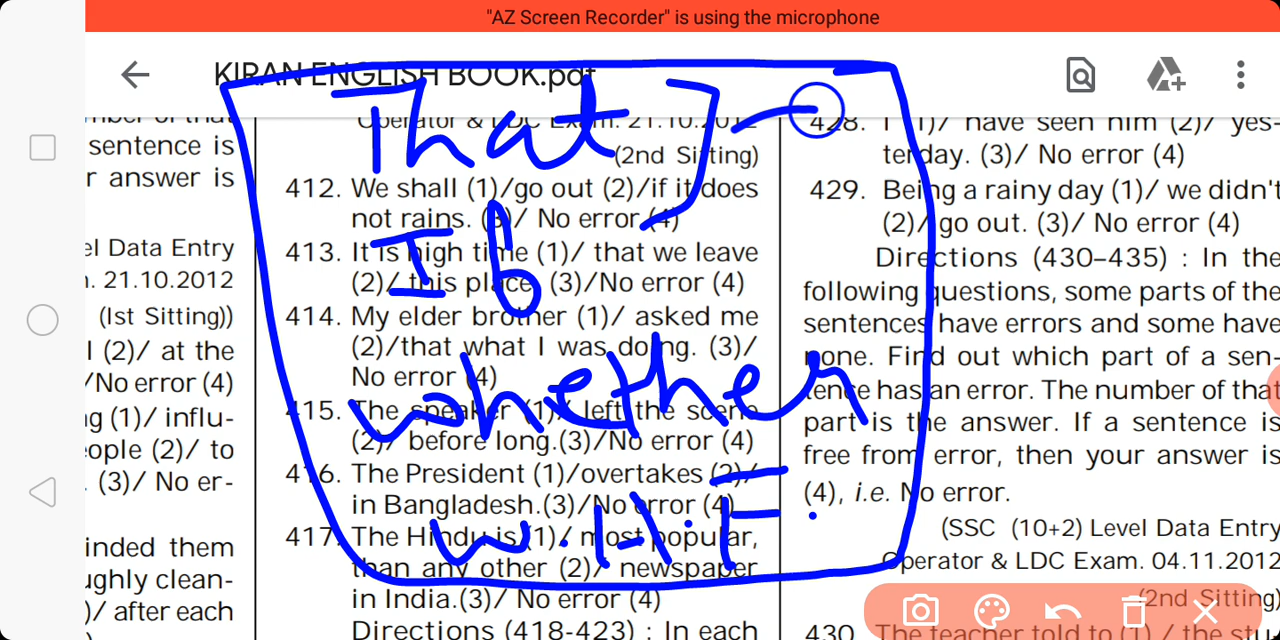 "AZ Screen Recorder" is using the microphone
KIRAN ENGLISH BOOK.pdf
sentence is
r answer is
el Data Entry
n. 21.10.2012
(Ist Sitting))
I (2)/ at the
/No error (4)
g (1)/ influ-
eople (2)/ to
. (3)/ No er-
inded them
ughly clean-
)/ after each
Operator & LDC Exam. 21.10.2012
(2nd Sitting)
412. We shall (1)/go out (2)/if it does
not rains. (3)/ No error (4)
413. It is high time (1)/ that we leave
(2)/ this place. (3)/No error (4)
414. My elder brother (1)/ asked me
(2)/that what I was doing. (3)/
No error (4)
415. The speaker (1)/ left the scene
(2)/ before long.(3)/No error (4)
416. The President (1)/overtakes (2)/
in Bangladesh.(3)/No error (4)
417. The Hindu is (1)/ most popular,
than any other (2)/ newspaper
in India.(3)/ No error (4)
Directions (418-423) : In each
That
If
whether
w.h.F.
428. I (1)/ have seen him (2)/ yes-
terday. (3)/ No error (4)
429. Being a rainy day (1)/ we didn't
(2)/ go out. (3)/ No error (4)
Directions (430–435) : In the
following questions, some parts of the
sentences have errors and some have
none. Find out which part of a sen-
tence has an error. The number of that
part is the answer. If a sentence is
free from error, then your answer is
(4), i.e. No error.
(SSC (10+2) Level Data Entry
Operator & LDC Exam. 04.11.2012
(2nd Sitting)
430. The teacher told to (1) / the stu